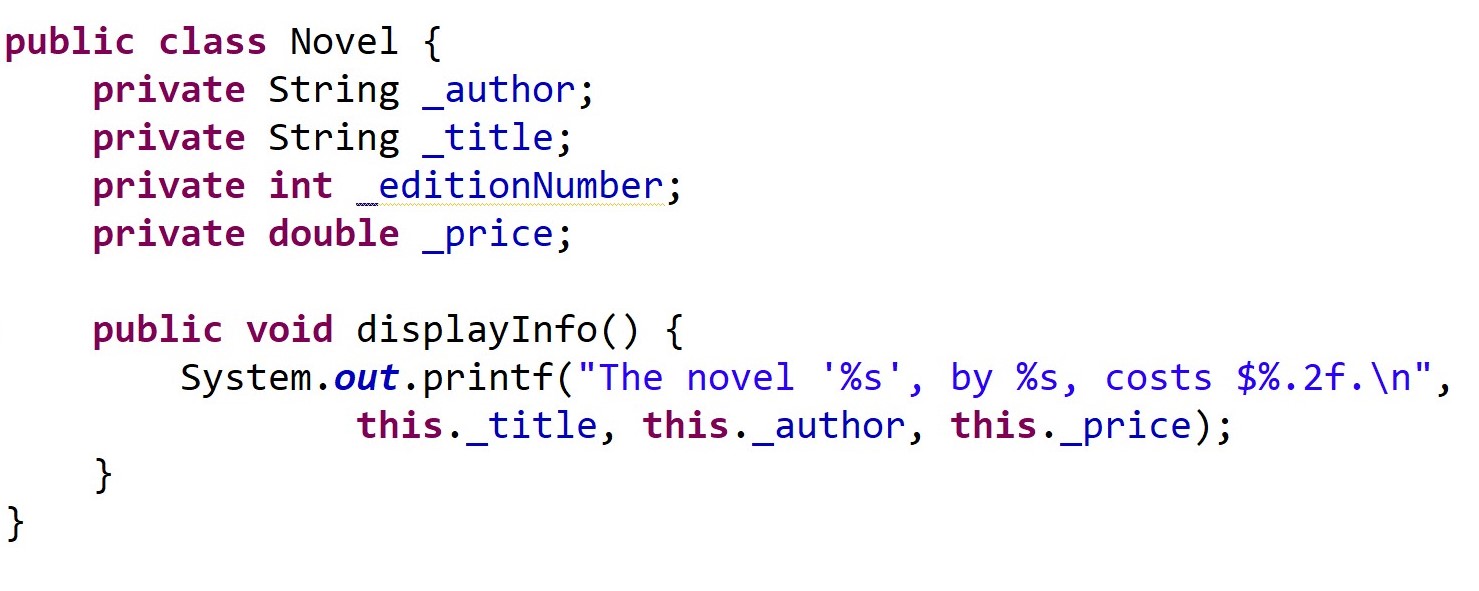 public class Novel {
    private String _author;
    private String _title;
    private int _editionNumber;
    private double _price;

    public void displayInfo() {
        System.out.printf("The novel '%s', by %s, costs $%.2f.\n",
                this._title, this._author, this._price);
    }
}